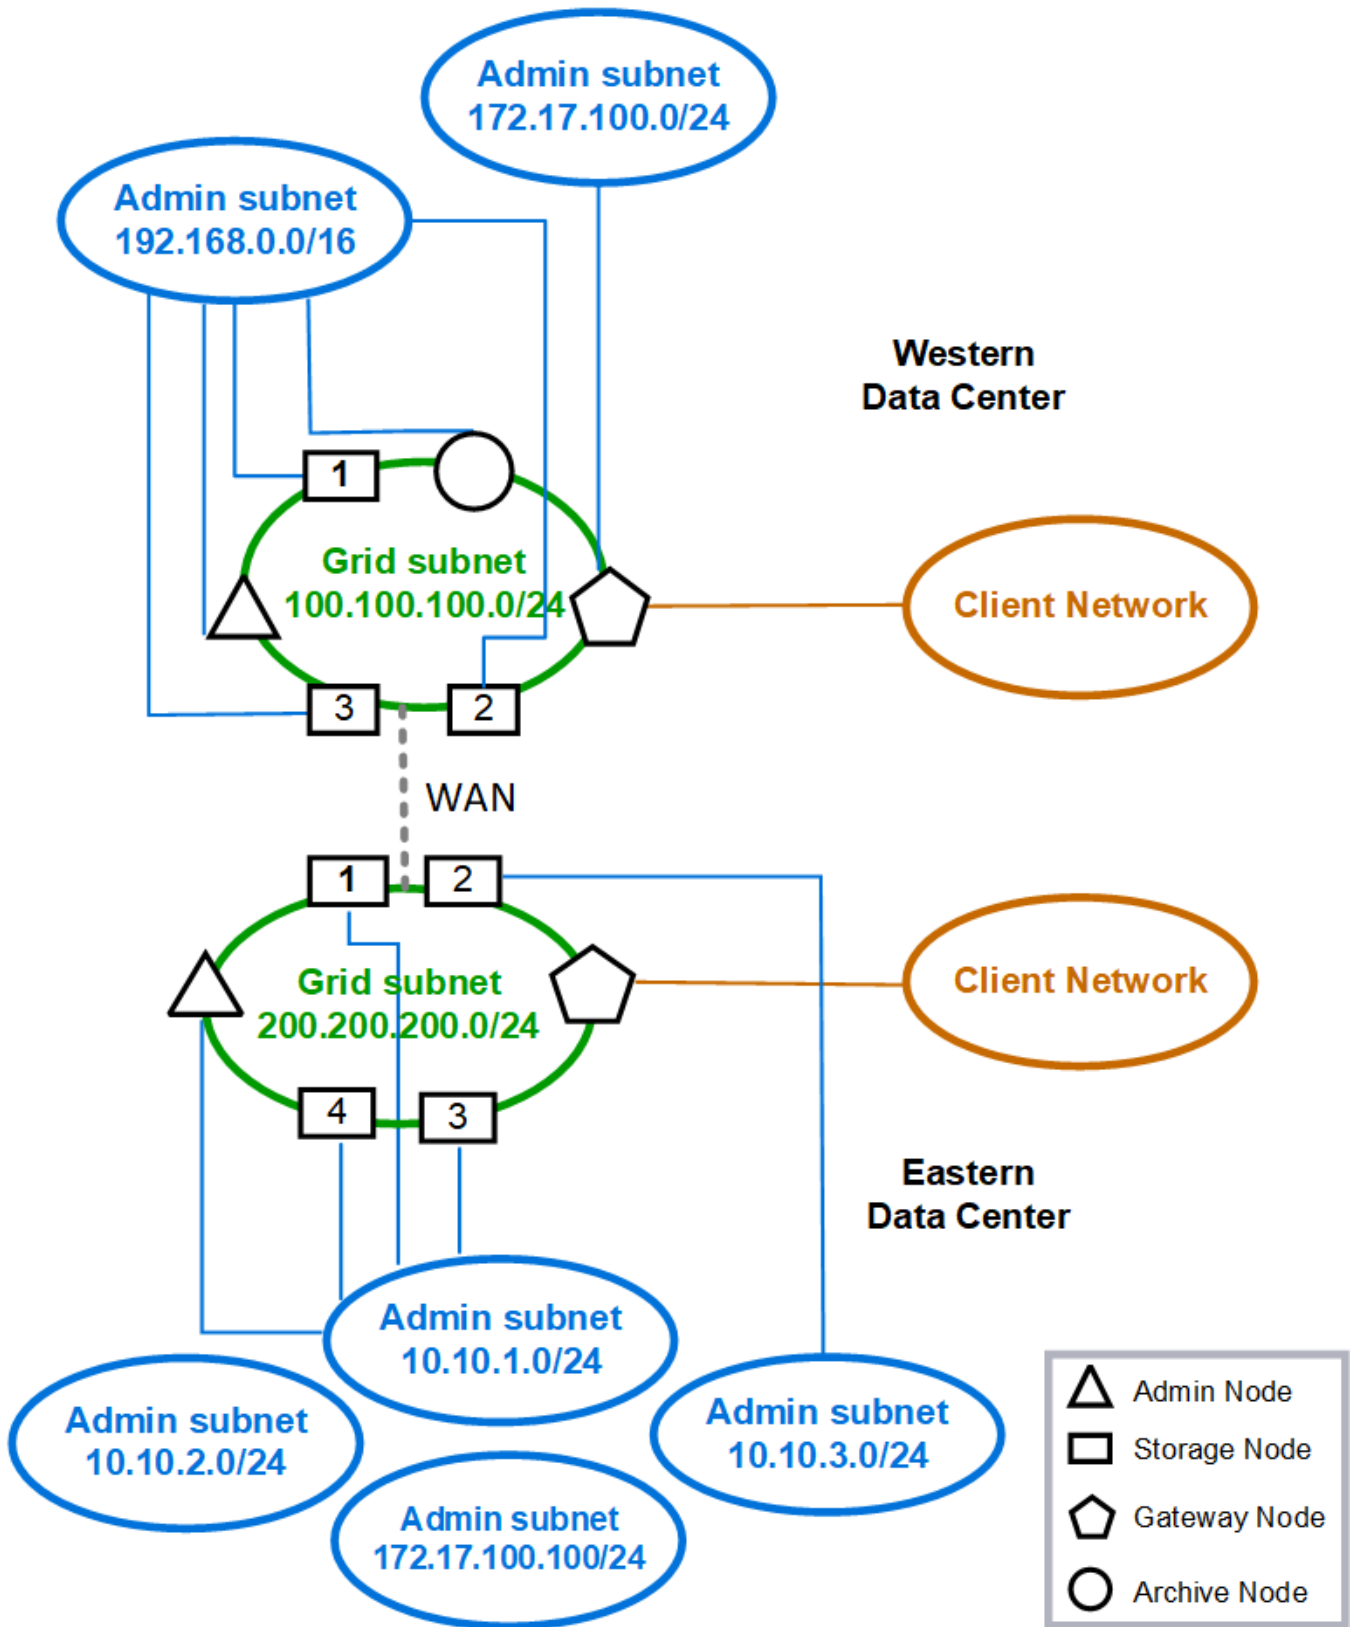 Admin subnet
172.17.100.0/24
Admin subnet
192.168.0.0/16
Western
Data Center
1
Grid subnet
100.100.100.0/24
Client Network
3
2
WAN
1
2
Grid subnet
200.200.200.0/24
Client Network
4
3
Eastern
Data Center
Admin subnet
10.10.1.0/24
Admin subnet
10.10.2.0/24
Admin subnet
10.10.3.0/24
Admin subnet
172.17.100.100/24
Admin Node
Storage Node
Gateway Node
Archive Node